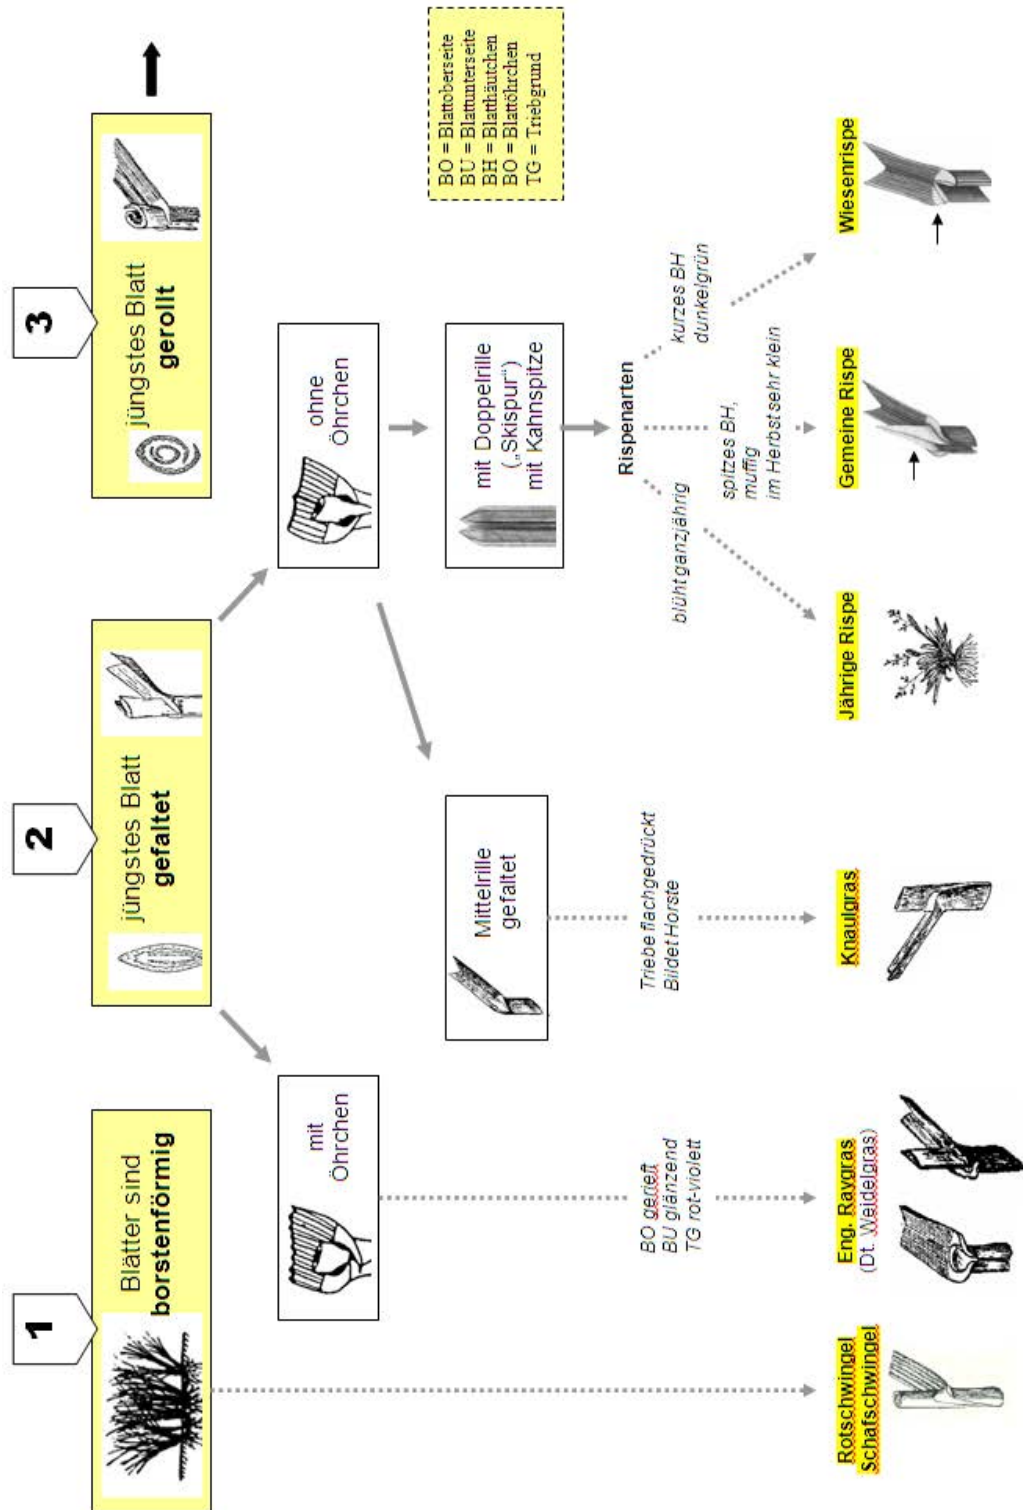 1
Blätter sind
borstenförmig
2
jüngstes Blatt
gefaltet
3
jüngstes Blatt
gerollt
mit
Öhrchen
ohne
Öhrchen
Mittelrille
gefaltet
mit Doppelrille
(„Skispur“)
mit Kahnspitze
BO = Blattoberseite
BU = Blattunterseite
BH = Blatthäutchen
BO = Blattöhrchen
TG = Triebgrund
Rispenarten
BO gerieft
BU glänzend
TG rot-violett
Triebe flachgedrückt
Bildet Horste
blüht ganzjährig
spitzes BH,
muffig
im Herbst sehr klein
kurzes BH
dunkelgrün
Rotschwingel
Schafschwingel
Eng. Raygras
(Dt. Weidelgras)
Knaulgras
Jährige Rispe
Gemeine Rispe
Wiesenrispe